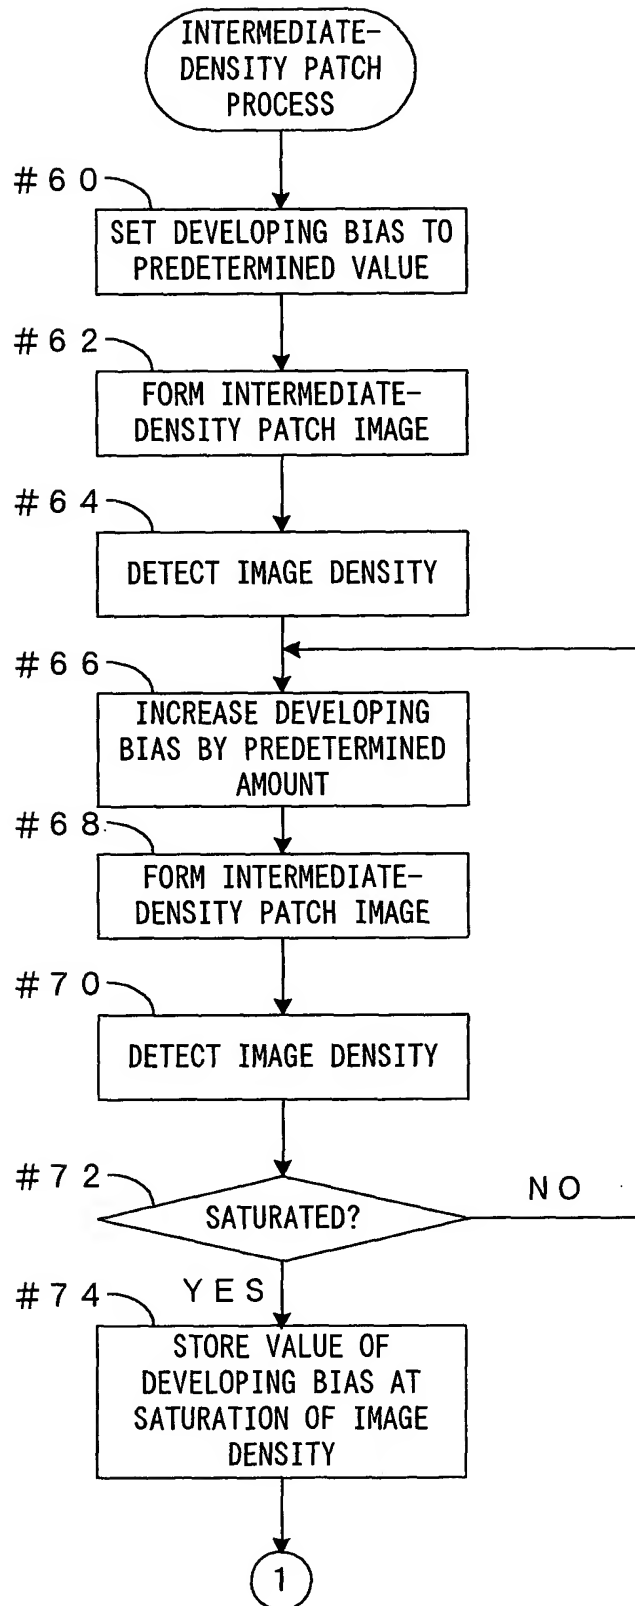 INTERMEDIATE-
DENSITY PATCH
PROCESS
#60
SET DEVELOPING BIAS TO
PREDETERMINED VALUE
#62
FORM INTERMEDIATE-
DENSITY PATCH IMAGE
#64
DETECT IMAGE DENSITY
#66
INCREASE DEVELOPING
BIAS BY PREDETERMINED
AMOUNT
#68
FORM INTERMEDIATE-
DENSITY PATCH IMAGE
#70
DETECT IMAGE DENSITY
#72
SATURATED?
NO
YES
#74
STORE VALUE OF
DEVELOPING BIAS AT
SATURATION OF IMAGE
DENSITY
1